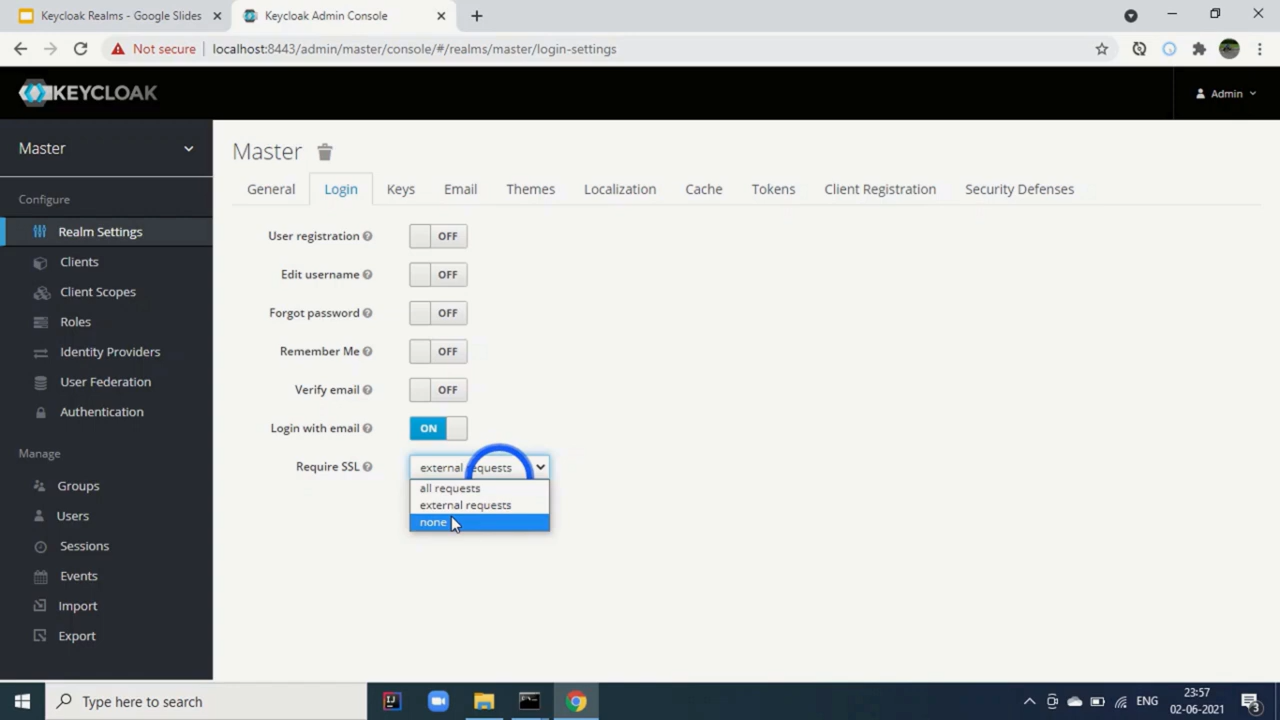 Keycloak Realms - Google Slides
Keycloak Admin Console
Not secure
localhost:8443/admin/master/console/#/realms/master/login-settings
KEYCLOAK
Admin
Master
Configure
Realm Settings
Clients
Client Scopes
Roles
Identity Providers
User Federation
Authentication
Manage
Groups
Users
Sessions
Events
Import
Export
Master
General Login Keys Email Themes Localization Cache Tokens Client Registration Security Defenses
User registration OFF
Edit username OFF
Forgot password OFF
Remember Me OFF
Verify email OFF
Login with email ON
Require SSL external requests
all requests
external requests
none
Type here to search
ENG
23:57
02-06-2021
3